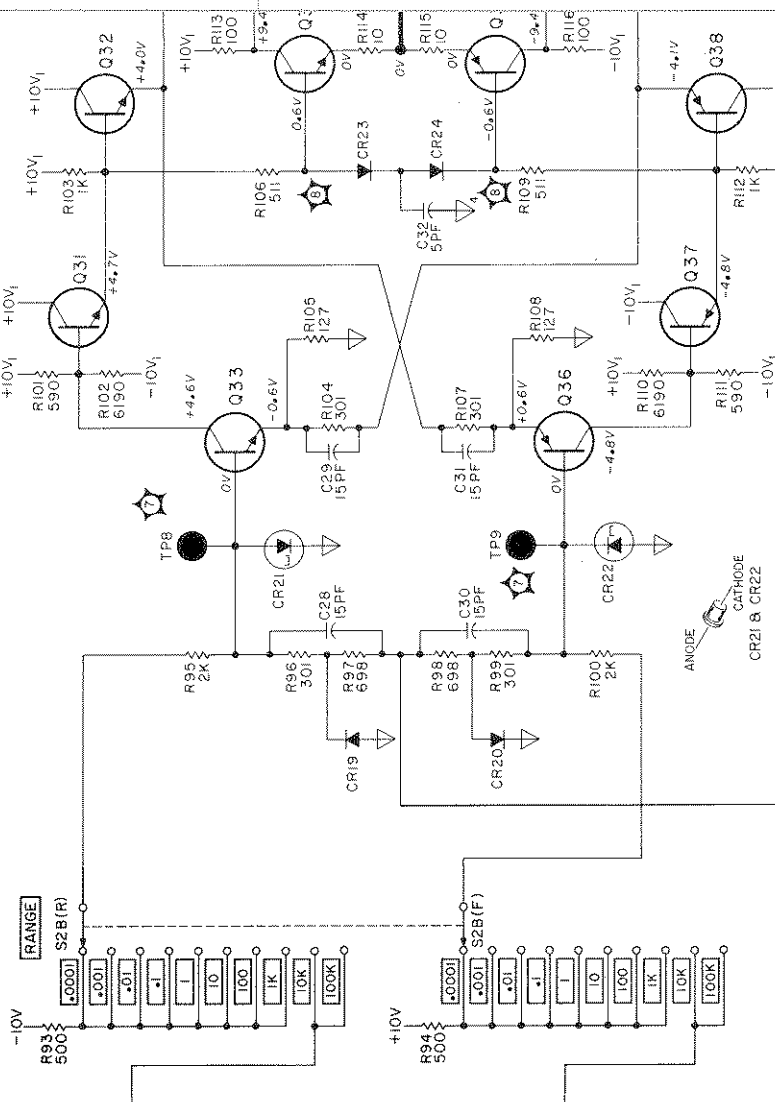 +10V₁
Q32
+4.0V
+10V₁
R113
100
+9.4
Q3
R114
10
0V
0V
R115
10
0V
-9.4
R116
100
-10V₁
-4.1V
Q38
+10V₁
R103
1K
0.6V
-0.6V
CR23
CR24
R106
511
8
8
R109
511
R112
1K
C32
5PF
4
+10V₁
Q31
+4.7V
Q37
-4.8V
-10V₁
+10V₁
R101
590
R102
6190
-10V₁
+4.6V
Q33
-0.6V
R105
127
R104
301
C29
15PF
0V
R108
127
R107
301
C31
15PF
+0.6V
Q36
-4.8V
0V
+10V₁
R110
6190
R111
590
-10V₁
7
TP8
CR21
TP9
7
CR22
R95
2K
C28
15PF
R96
301
R97
698
C30
15PF
R98
698
R99
301
R100
2K
CR19
CR20
ANODE
CATHODE
CR21 & CR22
RANGE
-10V
R93
500
S2B(R)
.0001
.001
.01
.1
1
10
100
1K
10K
100K
+10V
R94
500
S2B(F)
.0001
.001
.01
.1
1
10
100
1K
10K
100K